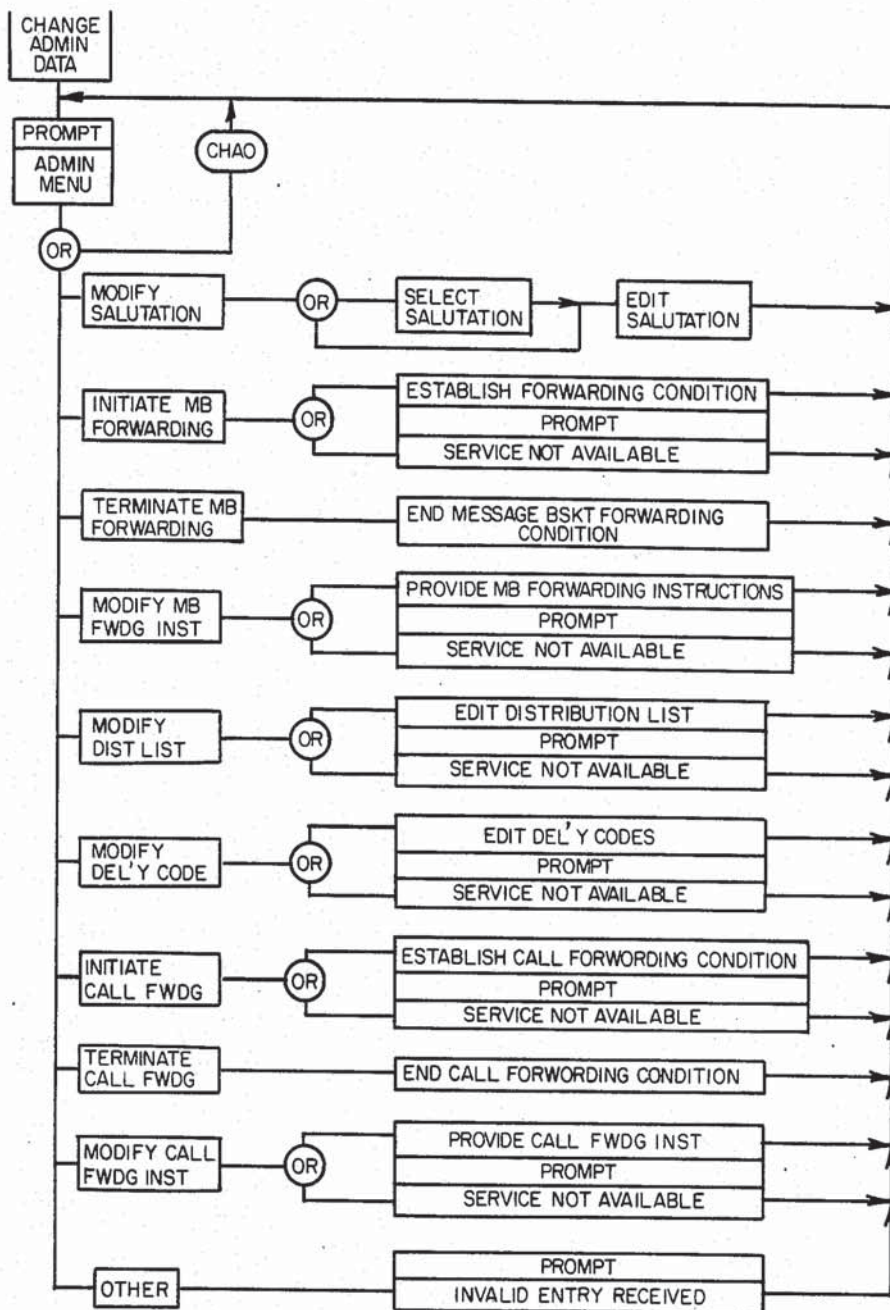 CHANGE
ADMIN
DATA
PROMPT
ADMIN
MENU
CHAO
OR
MODIFY
SALUTATION
OR
SELECT
SALUTATION
EDIT
SALUTATION
INITIATE MB
FORWARDING
OR
ESTABLISH FORWARDING CONDITION
PROMPT
SERVICE NOT AVAILABLE
TERMINATE MB
FORWARDING
END MESSAGE BSKT FORWARDING
CONDITION
MODIFY MB
FWDG INST
OR
PROVIDE MB FORWARDING INSTRUCTIONS
PROMPT
SERVICE NOT AVAILABLE
MODIFY
DIST LIST
OR
EDIT DISTRIBUTION LIST
PROMPT
SERVICE NOT AVAILABLE
MODIFY
DEL'Y CODE
OR
EDIT DEL'Y CODES
PROMPT
SERVICE NOT AVAILABLE
INITIATE
CALL FWDG
OR
ESTABLISH CALL FORWORDING CONDITION
PROMPT
SERVICE NOT AVAILABLE
TERMINATE
CALL FWDG
END CALL FORWORDING CONDITION
MODIFY CALL
FWDG INST
OR
PROVIDE CALL FWDG INST
PROMPT
SERVICE NOT AVAILABLE
OTHER
PROMPT
INVALID ENTRY RECEIVED